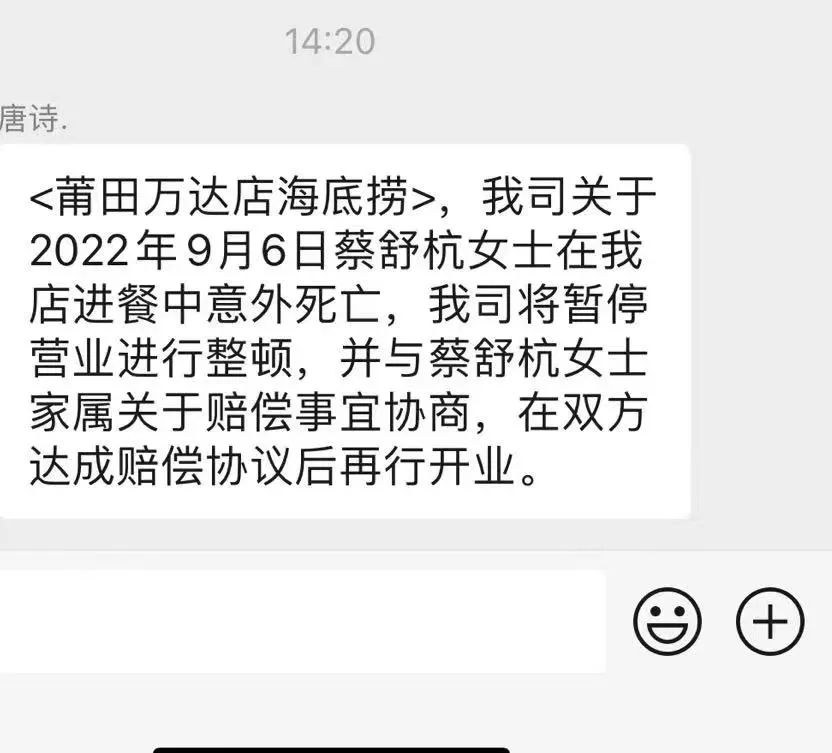 14:20
唐诗.
<莆田万达店海底捞>，我司关于
2022年9月6日蔡舒杭女士在我
店进餐中意外死亡，我司将暂停
营业进行整顿，并与蔡舒杭女士
家属关于赔偿事宜协商，在双方
达成赔偿协议后再行开业。